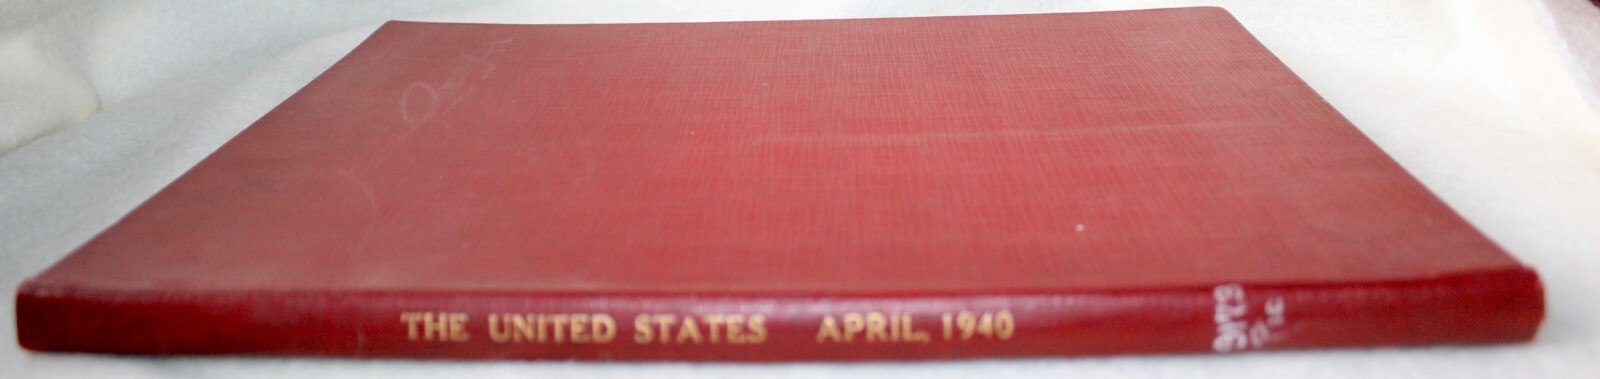 THE UNITED STATES APRIL, 1940